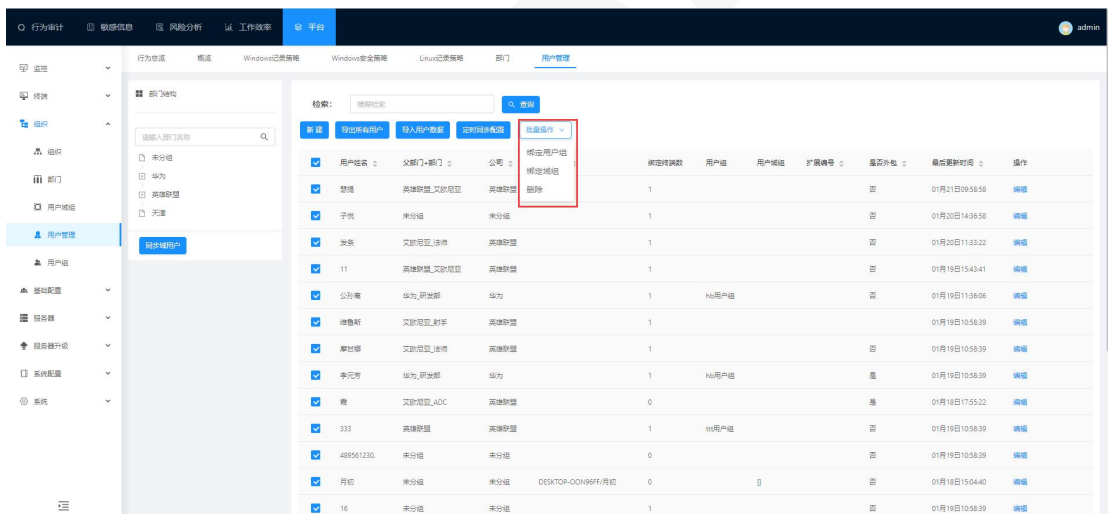 行为审计 敏感信息 风险分析 工作效率 平台 admin
行为总览 概览 Windows记录策略 Windows安全策略 Linux记录策略 部门 用户管理
监控
终端
组织
组织
部门
用户域组
用户管理
用户组
基础配置
服务器
服务器升级
系统配置
系统
部门结构
请输入部门名称
未分组
华为
英雄联盟
天津
同步域用户
检索: 模糊检索 查询
新建 导出所有用户 导入用户数据 定时同步配置 批量操作
绑定用户组
绑定域组
删除
用户姓名 父部门+部门 公司 绑定终端数 用户组 用户域组 扩展编号 是否外包 最后更新时间 操作
瑟提 英雄联盟_艾欧尼亚 英雄联盟 1 否 01月21日09:58:58 编辑
子悦 未分组 未分组 1 否 01月20日14:36:58 编辑
发条 艾欧尼亚_法师 英雄联盟 1 否 01月20日11:33:22 编辑
11 英雄联盟_艾欧尼亚 英雄联盟 1 否 01月19日15:43:41 编辑
公孙离 华为_研发部 华为 1 hb用户组 否 01月19日11:36:06 编辑
维鲁斯 艾欧尼亚_射手 英雄联盟 1 01月19日10:58:39 编辑
摩甘娜 艾欧尼亚_法师 英雄联盟 1 否 01月19日10:58:39 编辑
李元芳 华为_研发部 华为 1 hb用户组 是 01月19日10:58:39 编辑
霞 艾欧尼亚_ADC 英雄联盟 0 是 01月18日17:55:22 编辑
333 英雄联盟 英雄联盟 1 ttt用户组 否 01月19日10:58:39 编辑
489561230. 未分组 未分组 0 否 01月19日10:58:39 编辑
月初 未分组 未分组 DESKTOP-OON96FF/月初 0 [] 否 01月18日15:04:40 编辑
16 未分组 未分组 1 否 01月19日10:58:39 编辑